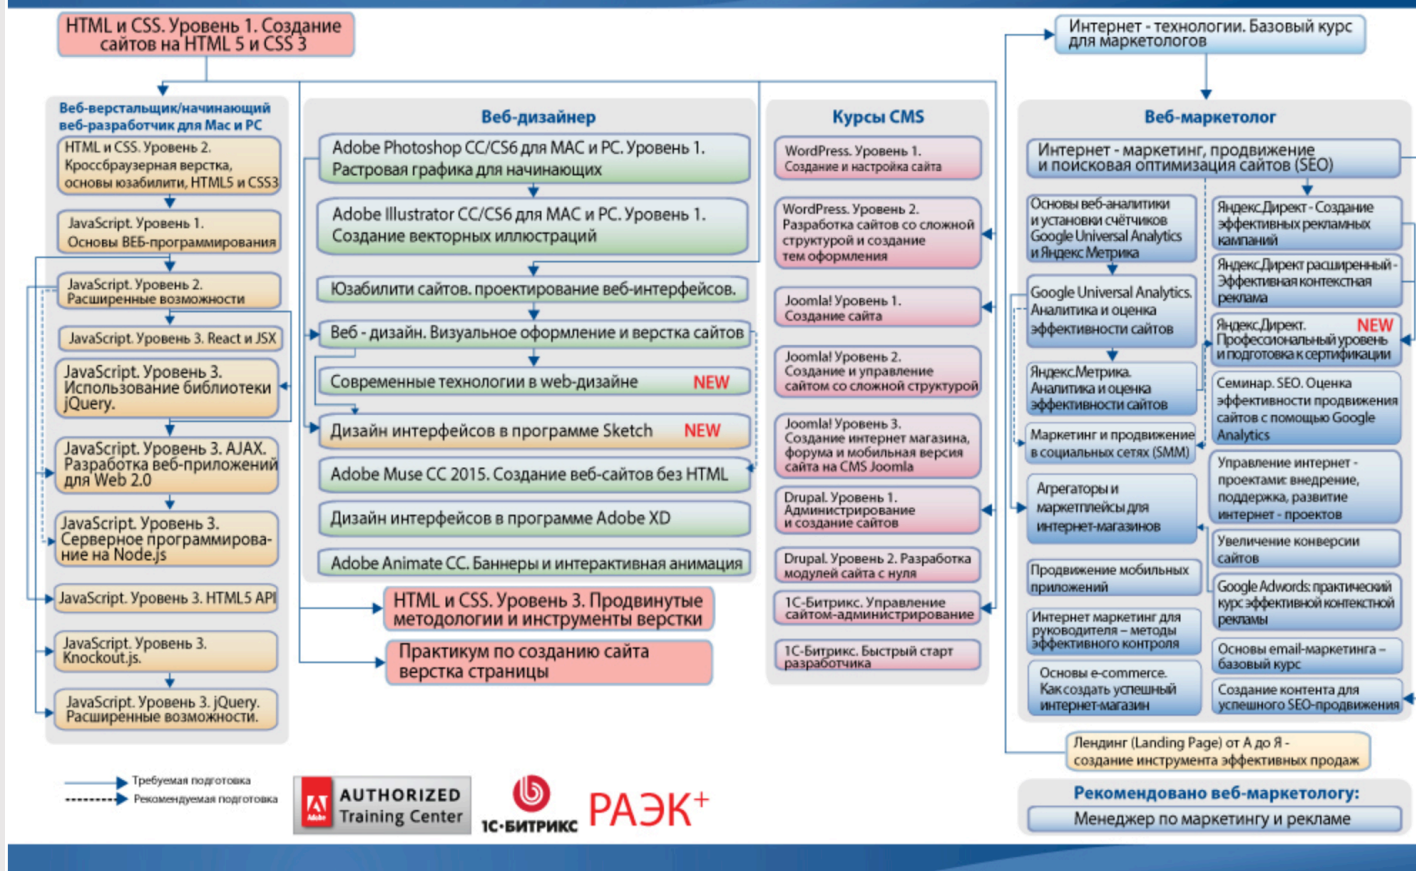 HTML и CSS. Уровень 1. Создание
сайтов на HTML 5 и CSS 3
Веб-верстальщик/начинающий
веб-разработчик для Mac и PC
HTML и CSS. Уровень 2.
Кроссбраузерная верстка,
основы юзабилити, HTML5 и CSS3
JavaScript. Уровень 1.
Основы ВЕБ-программирования
JavaScript. Уровень 2.
Расширенные возможности
JavaScript. Уровень 3. React и JSX
JavaScript. Уровень 3.
Использование библиотеки
jQuery.
JavaScript. Уровень 3. AJAX.
Разработка веб-приложений
для Web 2.0
JavaScript. Уровень 3.
Серверное программирова-
ние на Node.js
JavaScript. Уровень 3. HTML5 API
JavaScript. Уровень 3.
Knockout.js.
JavaScript. Уровень 3. jQuery.
Расширенные возможности.
Веб-дизайнер
Adobe Photoshop CC/CS6 для MAC и PC. Уровень 1.
Растровая графика для начинающих
Adobe Illustrator CC/CS6 для MAC и PC. Уровень 1.
Создание векторных иллюстраций
Юзабилити сайтов. проектирование веб-интерфейсов.
Веб - дизайн. Визуальное оформление и верстка сайтов
Современные технологии в web-дизайне NEW
Дизайн интерфейсов в программе Sketch NEW
Adobe Muse CC 2015. Создание веб-сайтов без HTML
Дизайн интерфейсов в программе Adobe XD
Adobe Animate CC. Баннеры и интерактивная анимация
HTML и CSS. Уровень 3. Продвинутые
методологии и инструменты верстки
Практикум по созданию сайта
верстка страницы
Курсы CMS
WordPress. Уровень 1.
Создание и настройка сайта
WordPress. Уровень 2.
Разработка сайтов со сложной
структурой и создание
тем оформления
Joomla! Уровень 1.
Создание сайта
Joomla! Уровень 2.
Создание и управление
сайтом со сложной структурой
Joomla! Уровень 3.
Создание интернет магазина,
форума и мобильная версия
сайта на CMS Joomla
Drupal. Уровень 1.
Администрирование
и создание сайтов
Drupal. Уровень 2. Разработка
модулей сайта с нуля
1С-Битрикс. Управление
сайтом-администрирование
1С-Битрикс. Быстрый старт
разработчика
Интернет - технологии. Базовый курс
для маркетологов
Веб-маркетолог
Интернет - маркетинг, продвижение
и поисковая оптимизация сайтов (SEO)
Основы веб-аналитики
и установки счётчиков
Google Universal Analytics
и Яндекс Метрика
Google Universal Analytics.
Аналитика и оценка
эффективности сайтов
Яндекс.Метрика.
Аналитика и оценка
эффективности сайтов
Маркетинг и продвижение
в социальных сетях (SMM)
Агрегаторы и
маркетплейсы для
интернет-магазинов
Продвижение мобильных
приложений
Интернет маркетинг для
руководителя – методы
эффективного контроля
Основы e-commerce.
Как создать успешный
интернет-магазин
Яндекс.Директ - Создание
эффективных рекламных
кампаний
Яндекс.Директ расширенный -
Эффективная контекстная
реклама
Яндекс.Директ. NEW
Профессиональный уровень
и подготовка к сертификации
Семинар. SEO. Оценка
эффективности продвижения
сайтов с помощью Google
Analytics
Управление интернет -
проектами: внедрение,
поддержка, развитие
интернет - проектов
Увеличение конверсии
сайтов
Google Adwords: практический
курс эффективной контекстной
рекламы
Основы email-маркетинга –
базовый курс
Создание контента для
успешного SEO-продвижения
Лендинг (Landing Page) от А до Я -
создание инструмента эффективных продаж
Рекомендовано веб-маркетологу:
Менеджер по маркетингу и рекламе
Требуемая подготовка
Рекомендуемая подготовка
Adobe
AUTHORIZED
Training Center
1С-БИТРИКС
РАЭК+